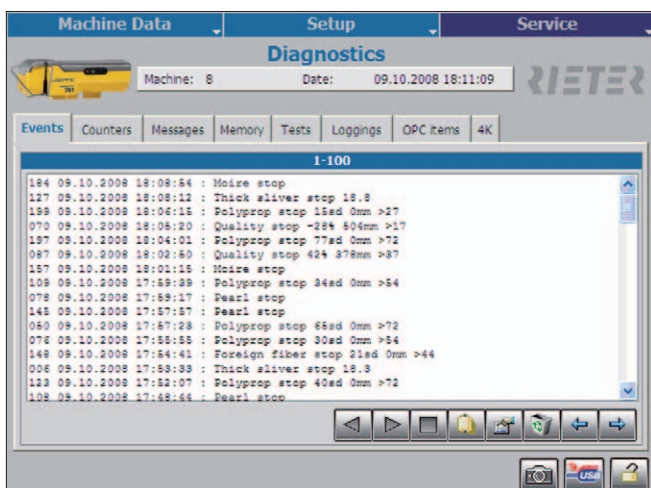 Machine Data Setup Service
Diagnostics
Machine: 8 Date: 09.10.2008 18:11:09
RIETER
Events Counters Messages Memory Tests Loggings OPC items 4K
1-100
184 09.10.2008 18:08:54 : Moire stop
127 09.10.2008 18:08:12 : Thick sliver stop 18.8
199 09.10.2008 18:06:15 : Polyprop stop 15sd 0mm >27
070 09.10.2008 18:05:20 : Quality stop -28% 504mm >17
197 09.10.2008 18:04:01 : Polyprop stop 77sd 0mm >72
087 09.10.2008 18:02:50 : Quality stop 42% 378mm >37
157 09.10.2008 18:01:15 : Moire stop
109 09.10.2008 17:59:39 : Polyprop stop 34sd 0mm >54
078 09.10.2008 17:59:17 : Pearl stop
145 09.10.2008 17:57:57 : Pearl stop
050 09.10.2008 17:57:23 : Polyprop stop 65sd 0mm >72
076 09.10.2008 17:55:55 : Polyprop stop 30sd 0mm >54
148 09.10.2008 17:54:41 : Foreign fiber stop 21sd 0mm >44
006 09.10.2008 17:53:33 : Thick sliver stop 18.3
123 09.10.2008 17:52:07 : Polyprop stop 40sd 0mm >72
108 09.10.2008 17:48:44 : Pearl stop
USB